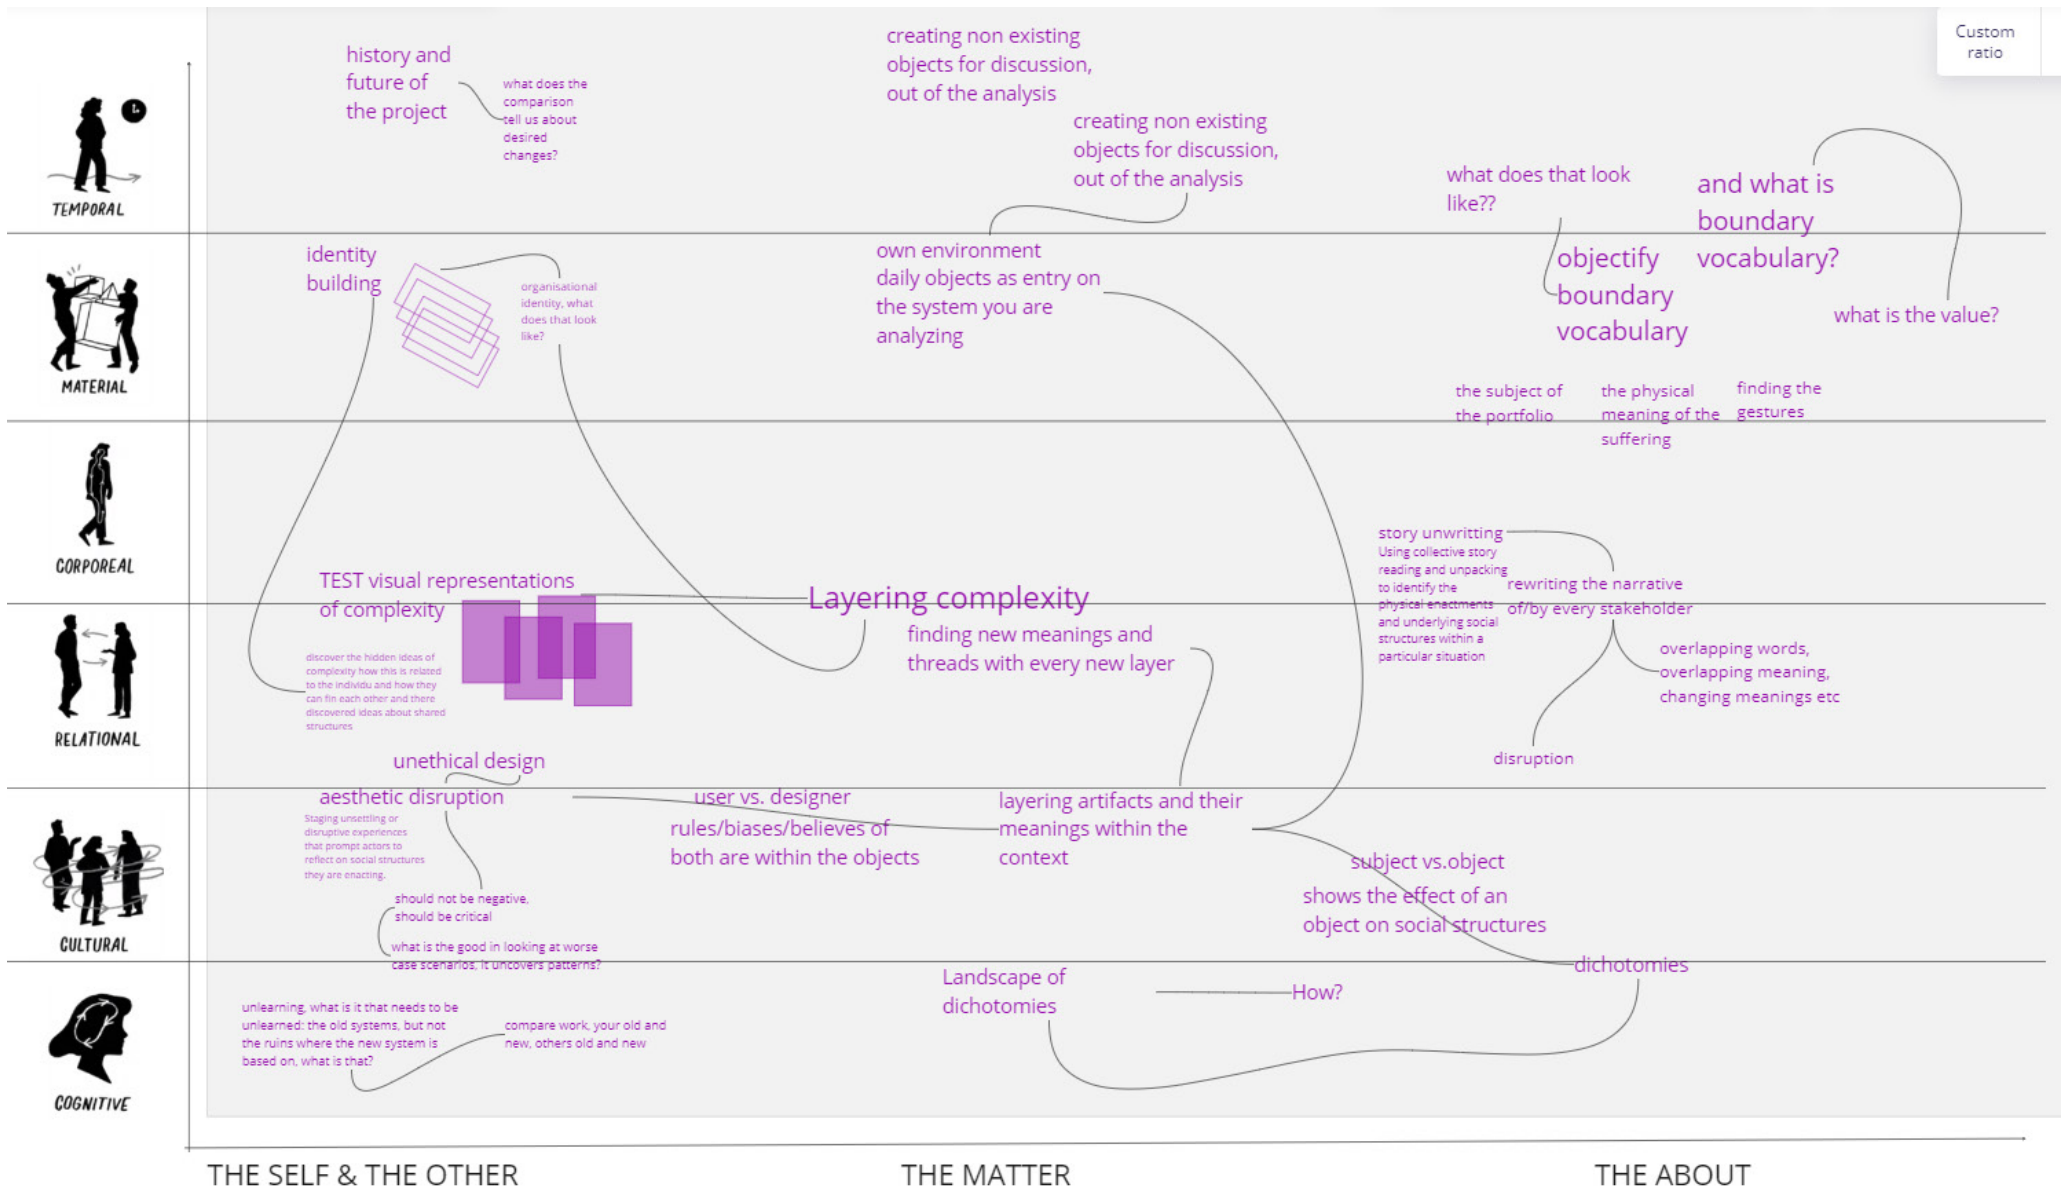 Custom
ratio
history and
future of
the project
what does the
comparison
tell us about
desired
changes?
creating non existing
objects for discussion,
out of the analysis
creating non existing
objects for discussion,
out of the analysis
what does that look
like??
and what is
boundary
vocabulary?
TEMPORAL
identity
building
organisational
identity, what
does that look
like?
own environment
daily objects as entry on
the system you are
analyzing
objectify
boundary
vocabulary
what is the value?
MATERIAL
the subject of
the portfolio
the physical
meaning of the
suffering
finding the
gestures
CORPOREAL
TEST visual representations
of complexity
Layering complexity
finding new meanings and
threads with every new layer
story unwritting
Using collective story
reading and unpacking
to identify the
physical enactments
and underlying social
structures within a
particular situation
rewriting the narrative
of/by every stakeholder
overlapping words,
overlapping meaning,
changing meanings etc
disruption
discover the hidden ideas of
complexity how this is related
to the individu and how they
can fin each other and there
discovered ideas about shared
structures
RELATIONAL
unethical design
aesthetic disruption
Staging unsettling or
disruptive experiences
that prompt actors to
reflect on social structures
they are enacting.
should not be negative,
should be critical
what is the good in looking at worse
case scenarios, it uncovers patterns?
user vs. designer
rules/biases/believes of
both are within the objects
layering artifacts and their
meanings within the
context
subject vs.object
shows the effect of an
object on social structures
CULTURAL
dichotomies
Landscape of
dichotomies
How?
unlearning, what is it that needs to be
unlearned: the old systems, but not
the ruins where the new system is
based on, what is that?
compare work, your old and
new, others old and new
COGNITIVE
THE SELF & THE OTHER
THE MATTER
THE ABOUT